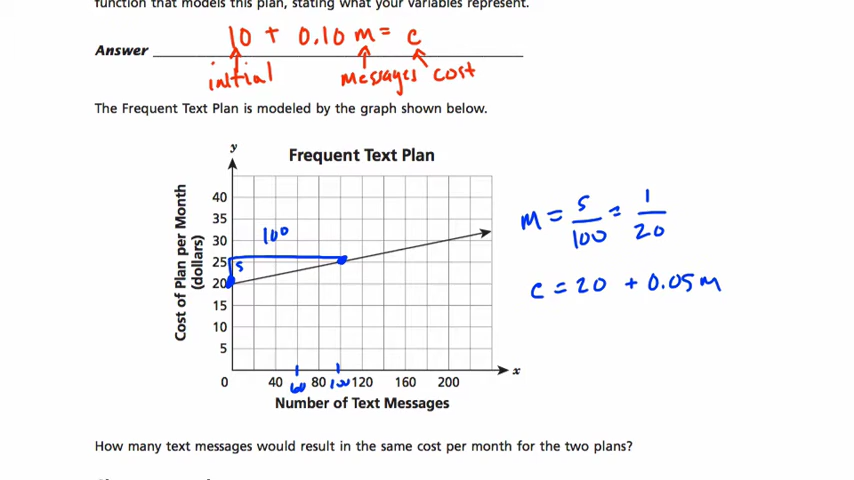 function that models this plan, stating what your variables represent.
10 + 0.10 m = c
Answer
initial messages cost
The Frequent Text Plan is modeled by the graph shown below.
y
Frequent Text Plan
Cost of Plan per Month
(dollars)
40
35
30
25
20
15
10
5
100
5
0 40 60 80 100 120 160 200 x
Number of Text Messages
m = 5/100 = 1/20
c = 20 + 0.05m
How many text messages would result in the same cost per month for the two plans?